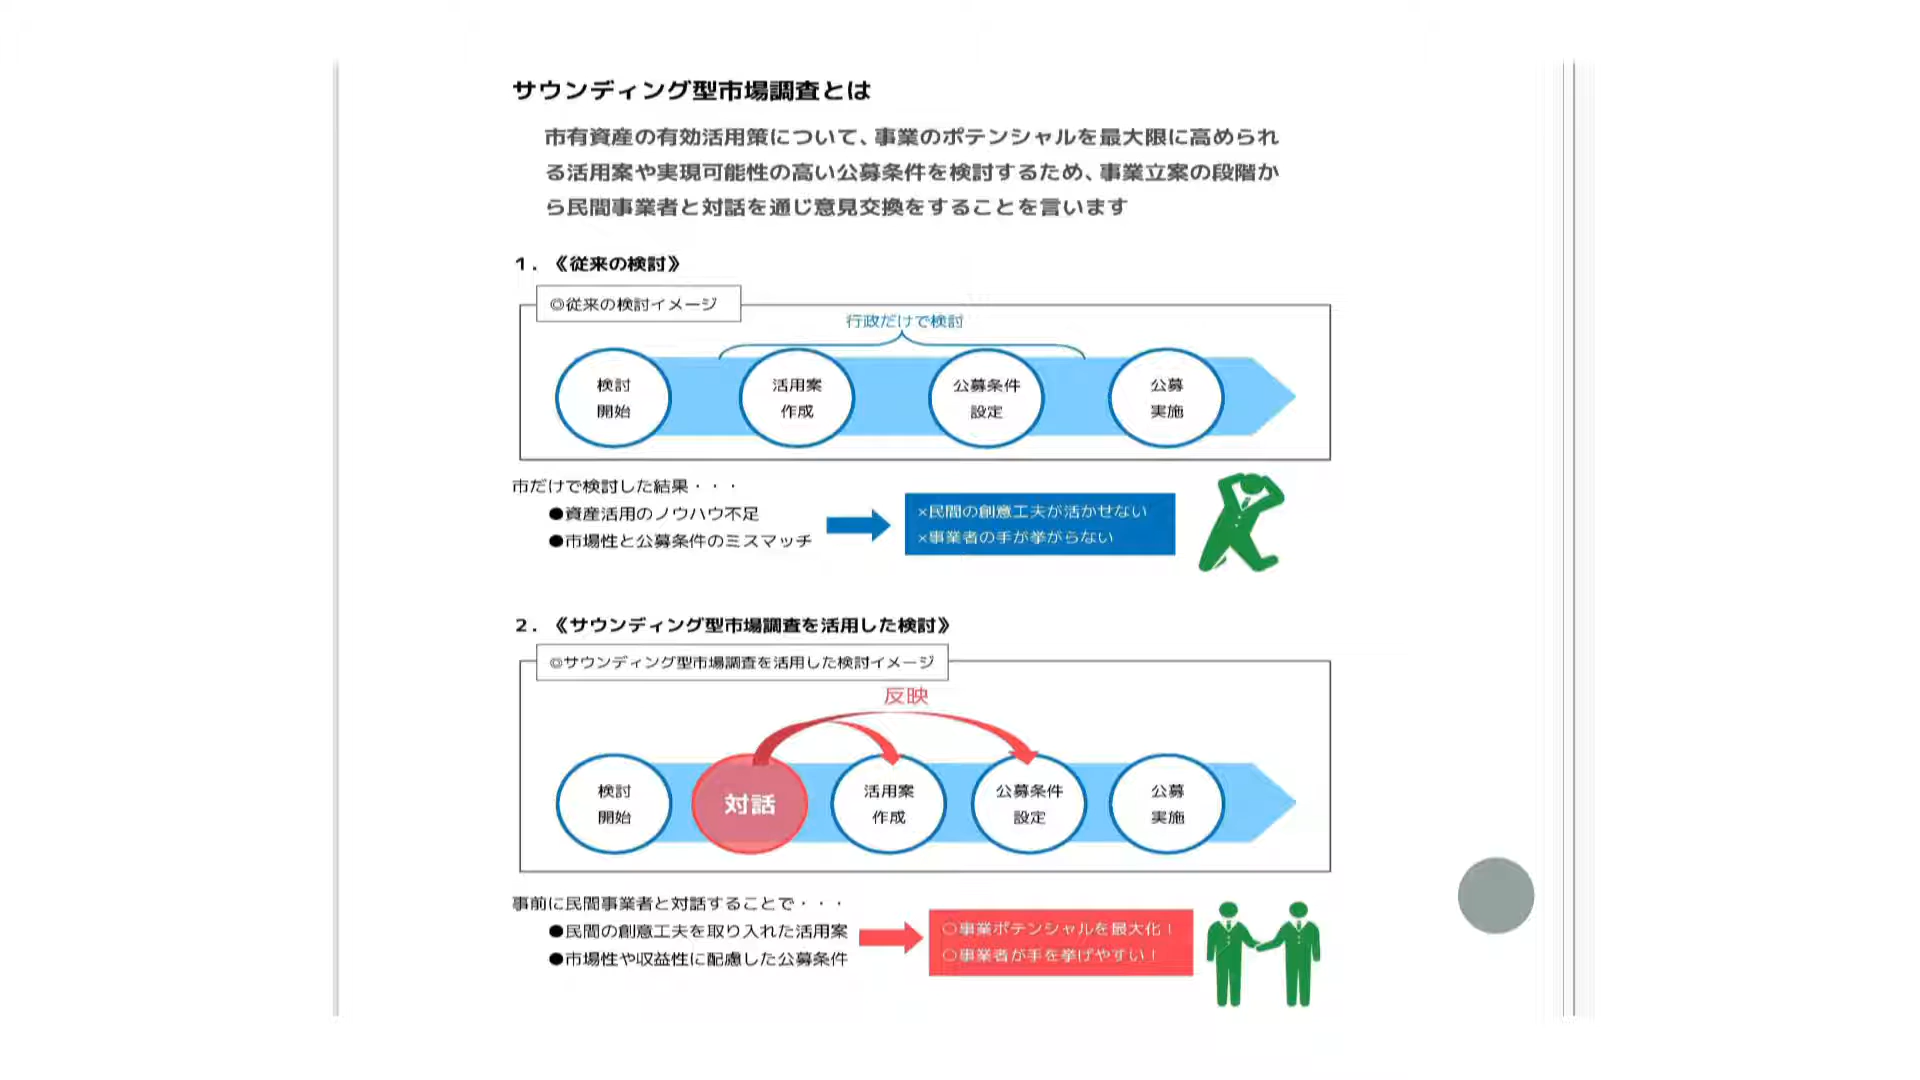 サウンディング型市場調査とは
市有資産の有効活用策について、事業のポテンシャルを最大限に高められ
る活用案や実現可能性の高い公募条件を検討するため、事業立案の段階か
ら民間事業者と対話を通じ意見交換をすることを言います
１．《従来の検討》
◎従来の検討イメージ
行政だけで検討
検討
開始
活用案
作成
公募条件
設定
公募
実施
市だけで検討した結果・・・
●資産活用のノウハウ不足
●市場性と公募条件のミスマッチ
×民間の創意工夫が活かせない
×事業者の手が挙がらない
２．《サウンディング型市場調査を活用した検討》
◎サウンディング型市場調査を活用した検討イメージ
反映
検討
開始
対話
活用案
作成
公募条件
設定
公募
実施
事前に民間事業者と対話することで・・・
●民間の創意工夫を取り入れた活用案
●市場性や収益性に配慮した公募条件
○事業ポテンシャルを最大化！
○事業者が手を挙げやすい！